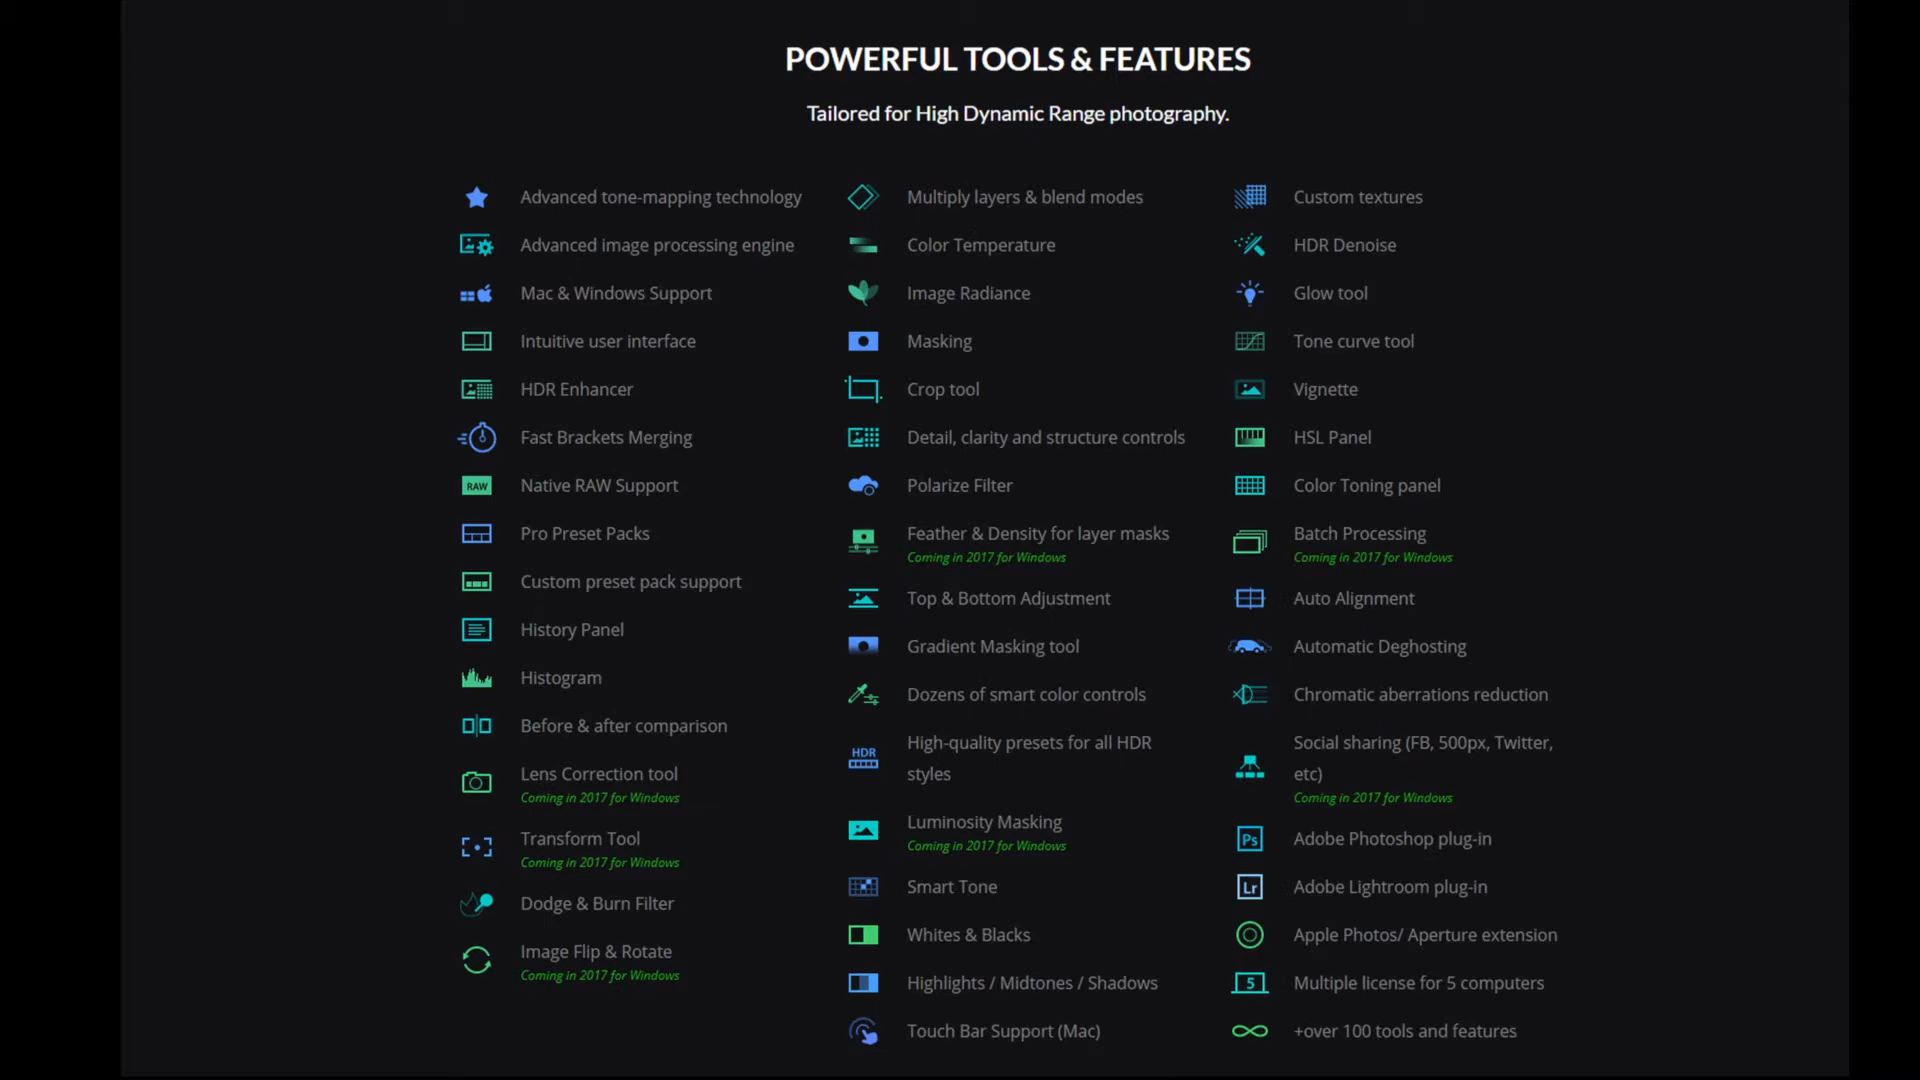 POWERFUL TOOLS & FEATURES
Tailored for High Dynamic Range photography.
Advanced tone-mapping technology
Advanced image processing engine
Mac & Windows Support
Intuitive user interface
HDR Enhancer
Fast Brackets Merging
RAW
Native RAW Support
Pro Preset Packs
Custom preset pack support
History Panel
Histogram
Before & after comparison
Lens Correction tool
Coming in 2017 for Windows
Transform Tool
Coming in 2017 for Windows
Dodge & Burn Filter
Image Flip & Rotate
Coming in 2017 for Windows
Multiply layers & blend modes
Color Temperature
Image Radiance
Masking
Crop tool
Detail, clarity and structure controls
Polarize Filter
Feather & Density for layer masks
Coming in 2017 for Windows
Top & Bottom Adjustment
Gradient Masking tool
Dozens of smart color controls
HDR
High-quality presets for all HDR
styles
Luminosity Masking
Coming in 2017 for Windows
Smart Tone
Whites & Blacks
Highlights / Midtones / Shadows
Touch Bar Support (Mac)
Custom textures
HDR Denoise
Glow tool
Tone curve tool
Vignette
HSL Panel
Color Toning panel
Batch Processing
Coming in 2017 for Windows
Auto Alignment
Automatic Deghosting
Chromatic aberrations reduction
Social sharing (FB, 500px, Twitter,
etc)
Coming in 2017 for Windows
Ps
Adobe Photoshop plug-in
Lr
Adobe Lightroom plug-in
Apple Photos/ Aperture extension
5
Multiple license for 5 computers
+over 100 tools and features